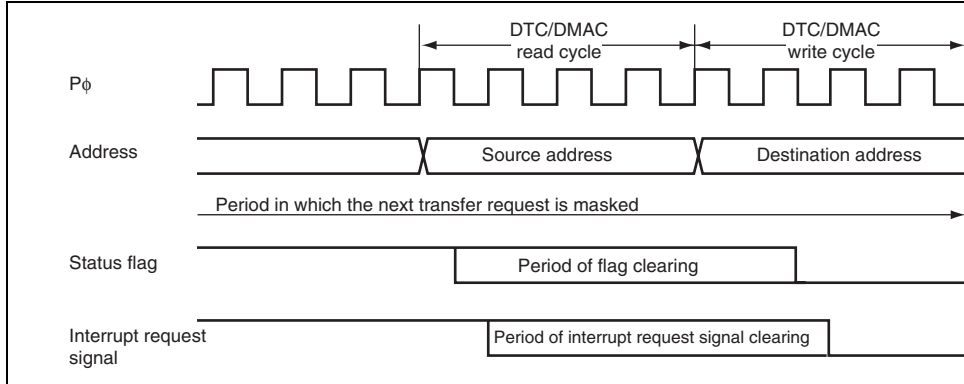 DTC/DMAC
read cycle
DTC/DMAC
write cycle
Pϕ
Address
Source address
Destination address
Period in which the next transfer request is masked
Status flag
Period of flag clearing
Interrupt request
signal
Period of interrupt request signal clearing